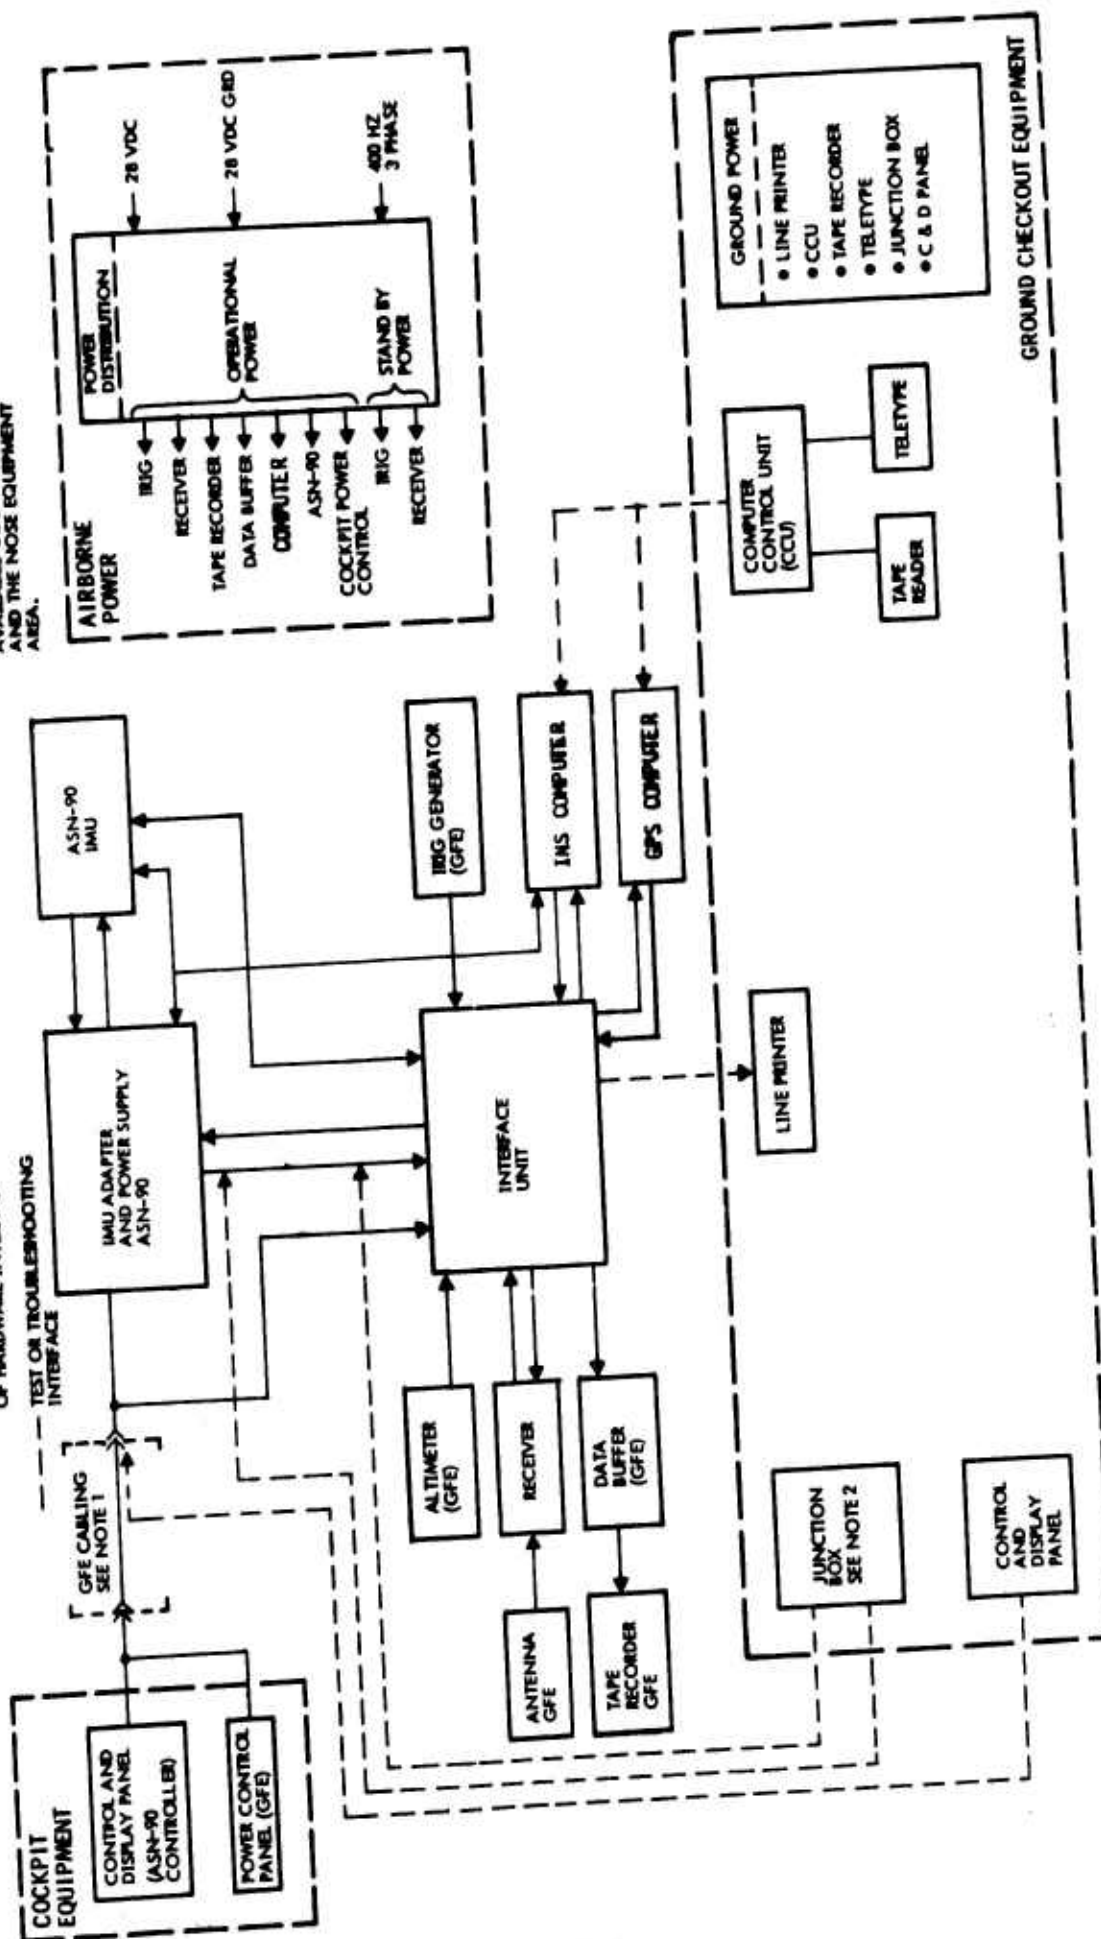 AND THE NOSE EQUIPMENT
AREA.
TEST OR TROUBLESHOOTING
INTERFACE
COCKPIT
EQUIPMENT
CONTROL AND
DISPLAY PANEL
(ASN-90
CONTROLLER)
POWER CONTROL
PANEL (GFE)
GFE CABLING
SEE NOTE 1
IMU ADAPTER
AND POWER SUPPLY
ASN-90
ASN-90
IMU
AIRBORNE
POWER
POWER
DISTRIBUTION
IRIG
RECEIVER
TAPE RECORDER
DATA BUFFER
COMPUTER
ASN-90
COCKPIT POWER
CONTROL
IRIG
RECEIVER
OPERATIONAL
POWER
STAND BY
POWER
28 VDC
28 VDC GRD
400 HZ
3 PHASE
ALTIMETER
(GFE)
ANTENNA
GFE
RECEIVER
TAPE
RECORDER
GFE
DATA
BUFFER
(GFE)
INTERFACE
UNIT
IRIG GENERATOR
(GFE)
INS COMPUTER
GPS COMPUTER
JUNCTION
BOX
SEE NOTE 2
CONTROL
AND
DISPLAY
PANEL
LINE PRINTER
COMPUTER
CONTROL UNIT
(CCU)
TAPE
READER
TELETYPE
GROUND POWER
● LINE PRINTER
● CCU
● TAPE RECORDER
● TELETYPE
● JUNCTION BOX
● C & D PANEL
GROUND CHECKOUT EQUIPMENT